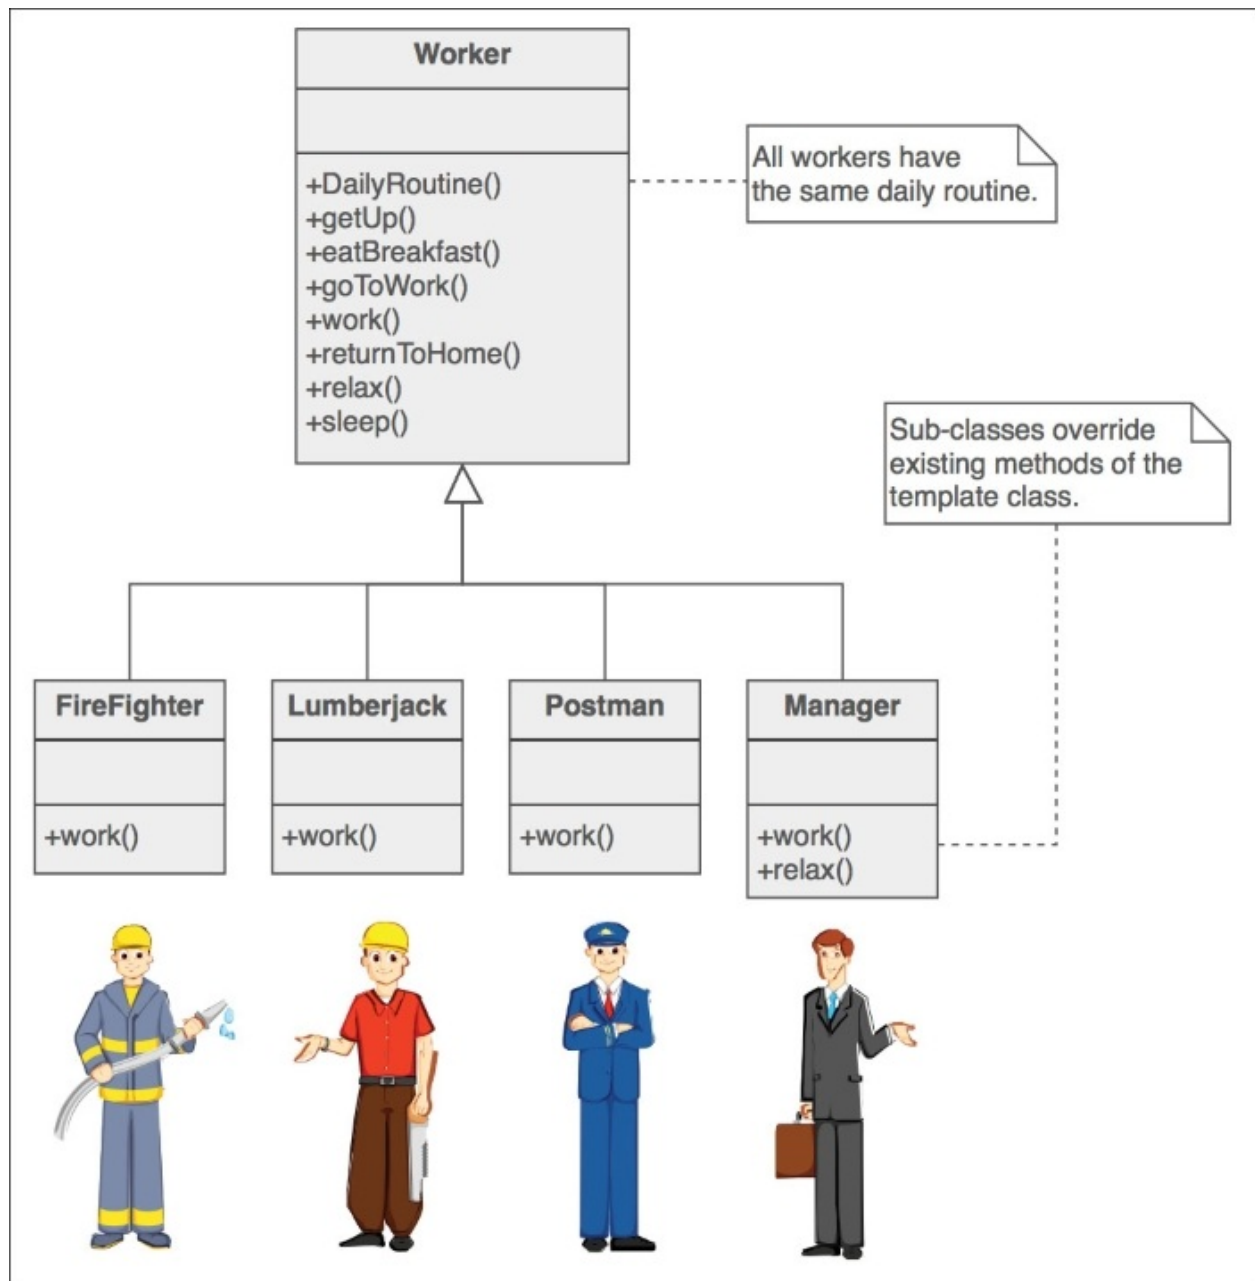 Worker
+DailyRoutine()
+getUp()
+eatBreakfast()
+goToWork()
+work()
+returnToHome()
+relax()
+sleep()
All workers have
the same daily routine.
Sub-classes override
existing methods of the
template class.
FireFighter
+work()
Lumberjack
+work()
Postman
+work()
Manager
+work()
+relax()